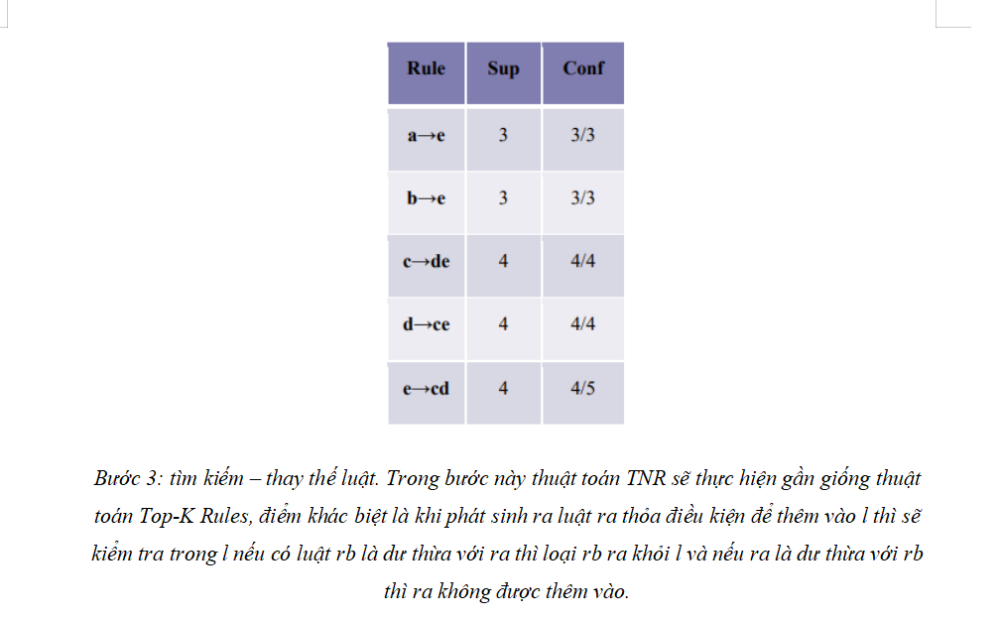 Rule Sup Conf
a→e 3 3/3
b→e 3 3/3
c→de 4 4/4
d→ce 4 4/4
e→cd 4 4/5
Bước 3: tìm kiếm – thay thế luật. Trong bước này thuật toán TNR sẽ thực hiện gần giống thuật
toán Top-K Rules, điểm khác biệt là khi phát sinh ra luật ra thỏa điều kiện để thêm vào l thì sẽ
kiểm tra trong l nếu có luật rb là dư thừa với ra thì loại rb ra khỏi l và nếu ra là dư thừa với rb
thì ra không được thêm vào.